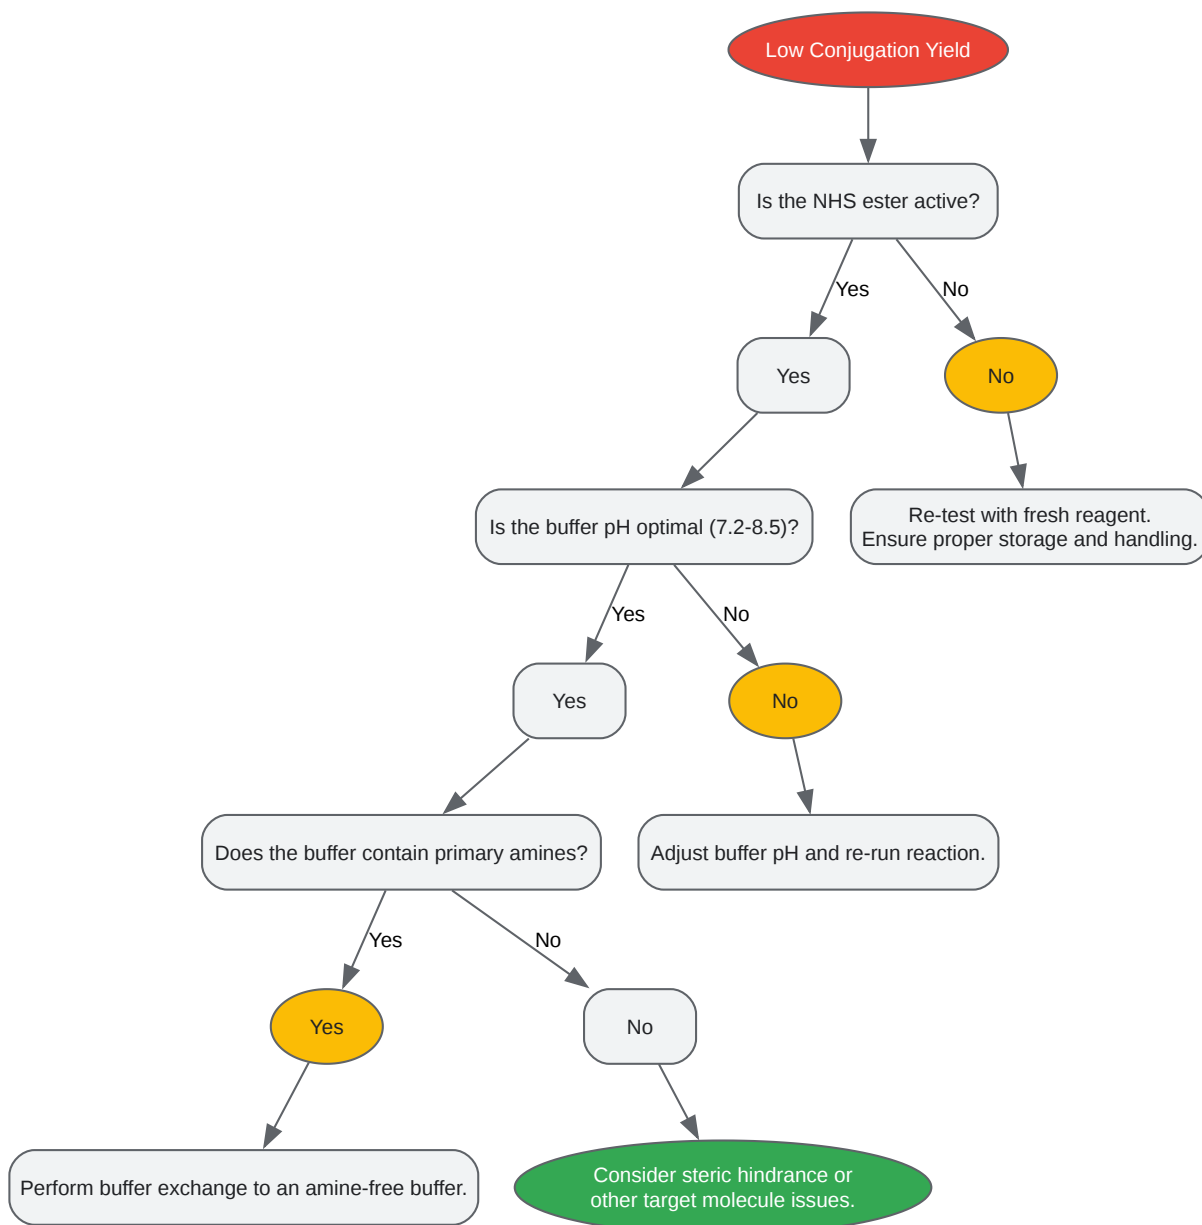 Low Conjugation Yield
Is the NHS ester active?
Yes
No
Yes
No
Is the buffer pH optimal (7.2-8.5)?
Re-test with fresh reagent.
Ensure proper storage and handling.
Yes
No
Yes
No
Does the buffer contain primary amines?
Adjust buffer pH and re-run reaction.
Yes
No
Yes
No
Perform buffer exchange to an amine-free buffer.
Consider steric hindrance or
other target molecule issues.